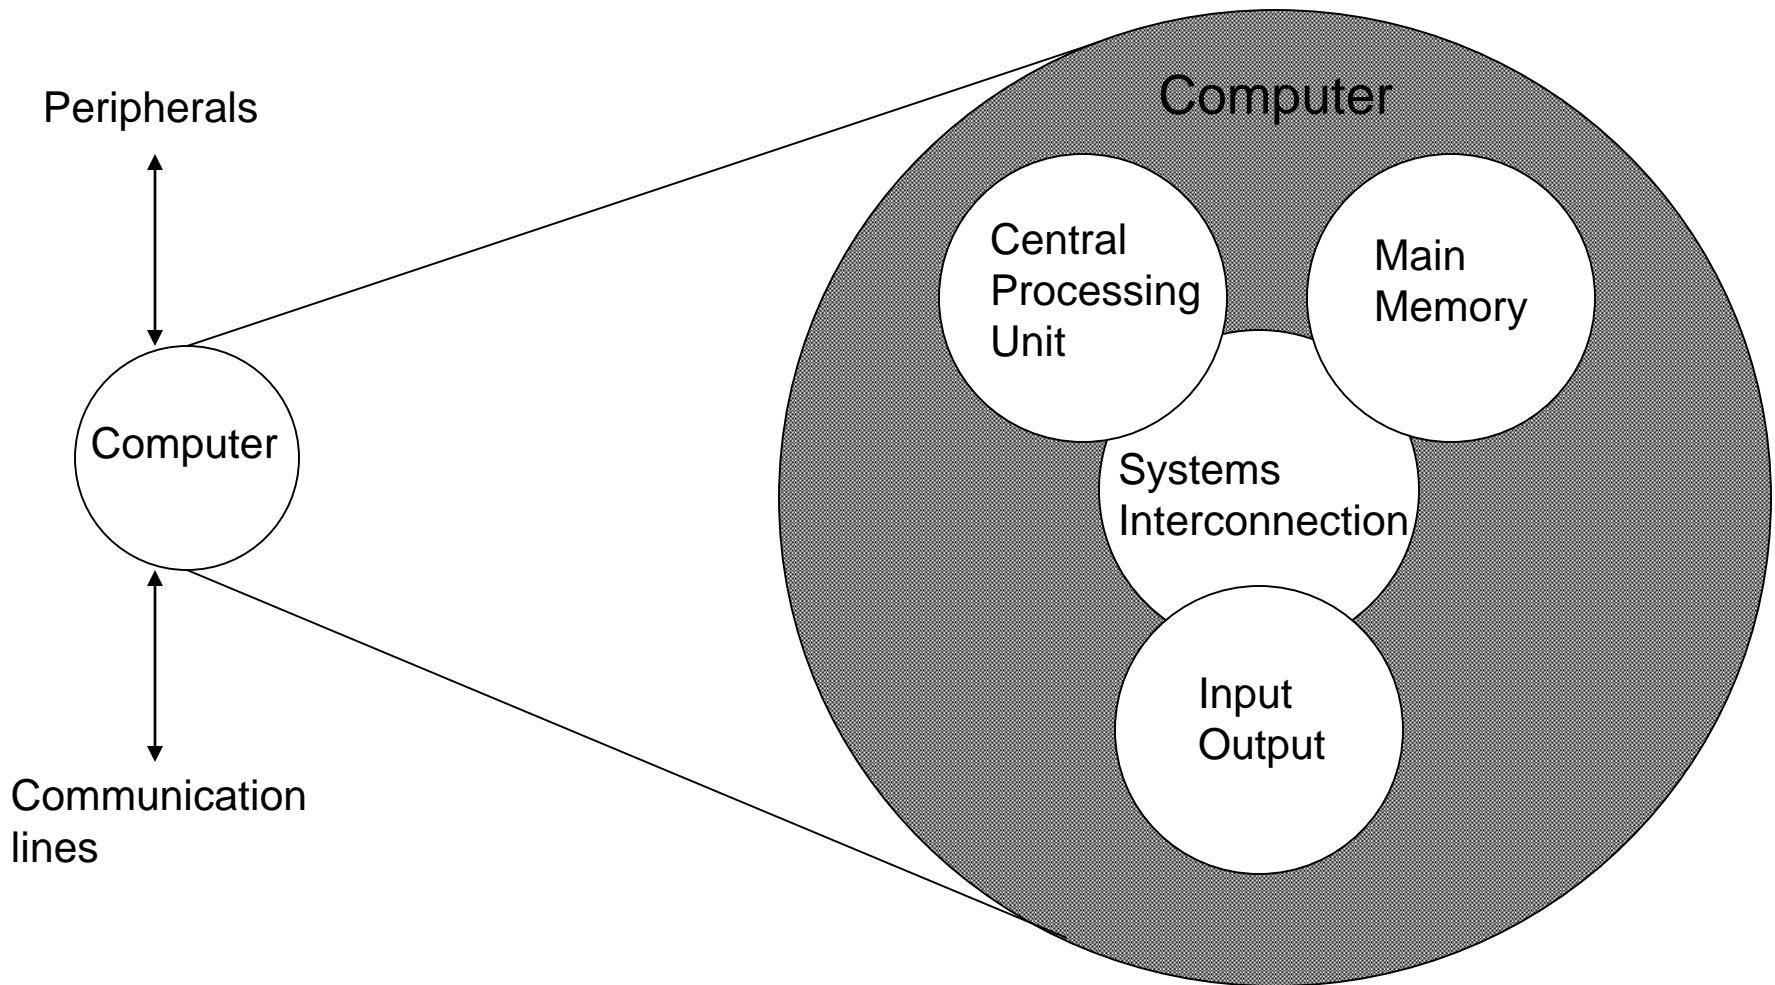 Peripherals
Computer
Communication
lines
Computer
Central
Processing
Unit
Main
Memory
Systems
Interconnection
Input
Output